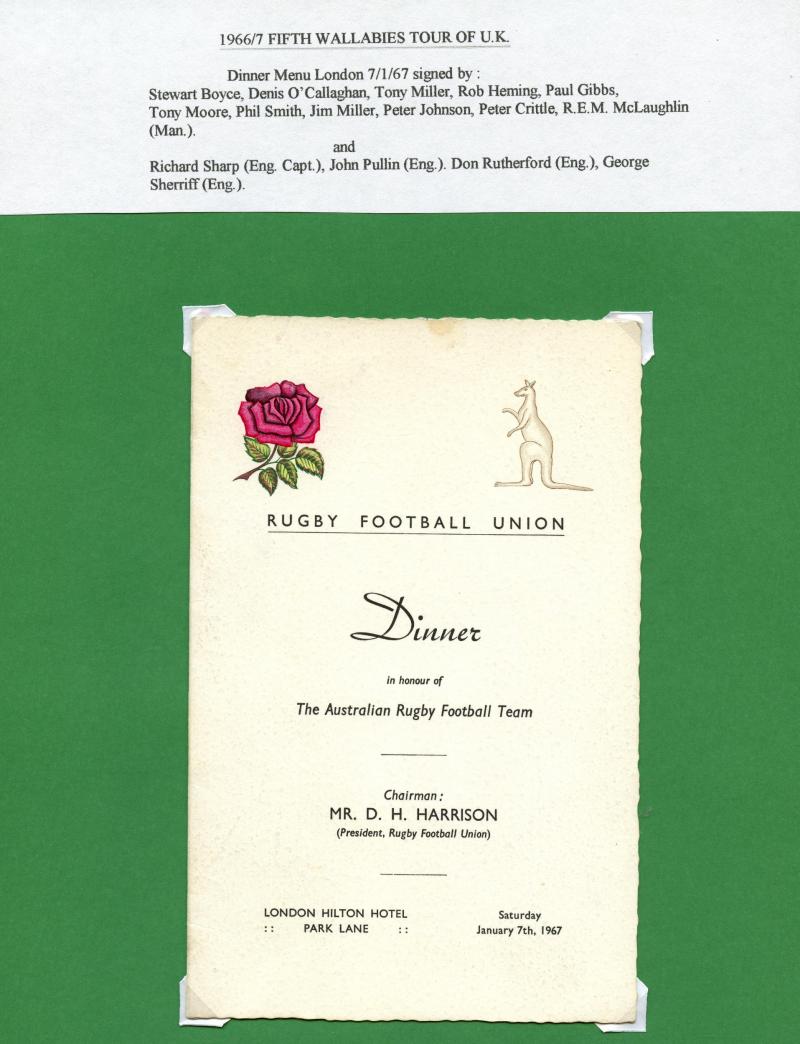 1966/7 FIFTH WALLABIES TOUR OF U.K.
Dinner Menu London 7/1/67 signed by :
Stewart Boyce, Denis O'Callaghan, Tony Miller, Rob Heming, Paul Gibbs,
Tony Moore, Phil Smith, Jim Miller, Peter Johnson, Peter Crittle, R.E.M. McLaughlin
(Man.).
and
Richard Sharp (Eng. Capt.), John Pullin (Eng.). Don Rutherford (Eng.), George
Sherriff (Eng.).
RUGBY FOOTBALL UNION
Dinner
in honour of
The Australian Rugby Football Team
Chairman:
MR. D. H. HARRISON
(President, Rugby Football Union)
LONDON HILTON HOTEL
:: PARK LANE ::
Saturday
January 7th, 1967